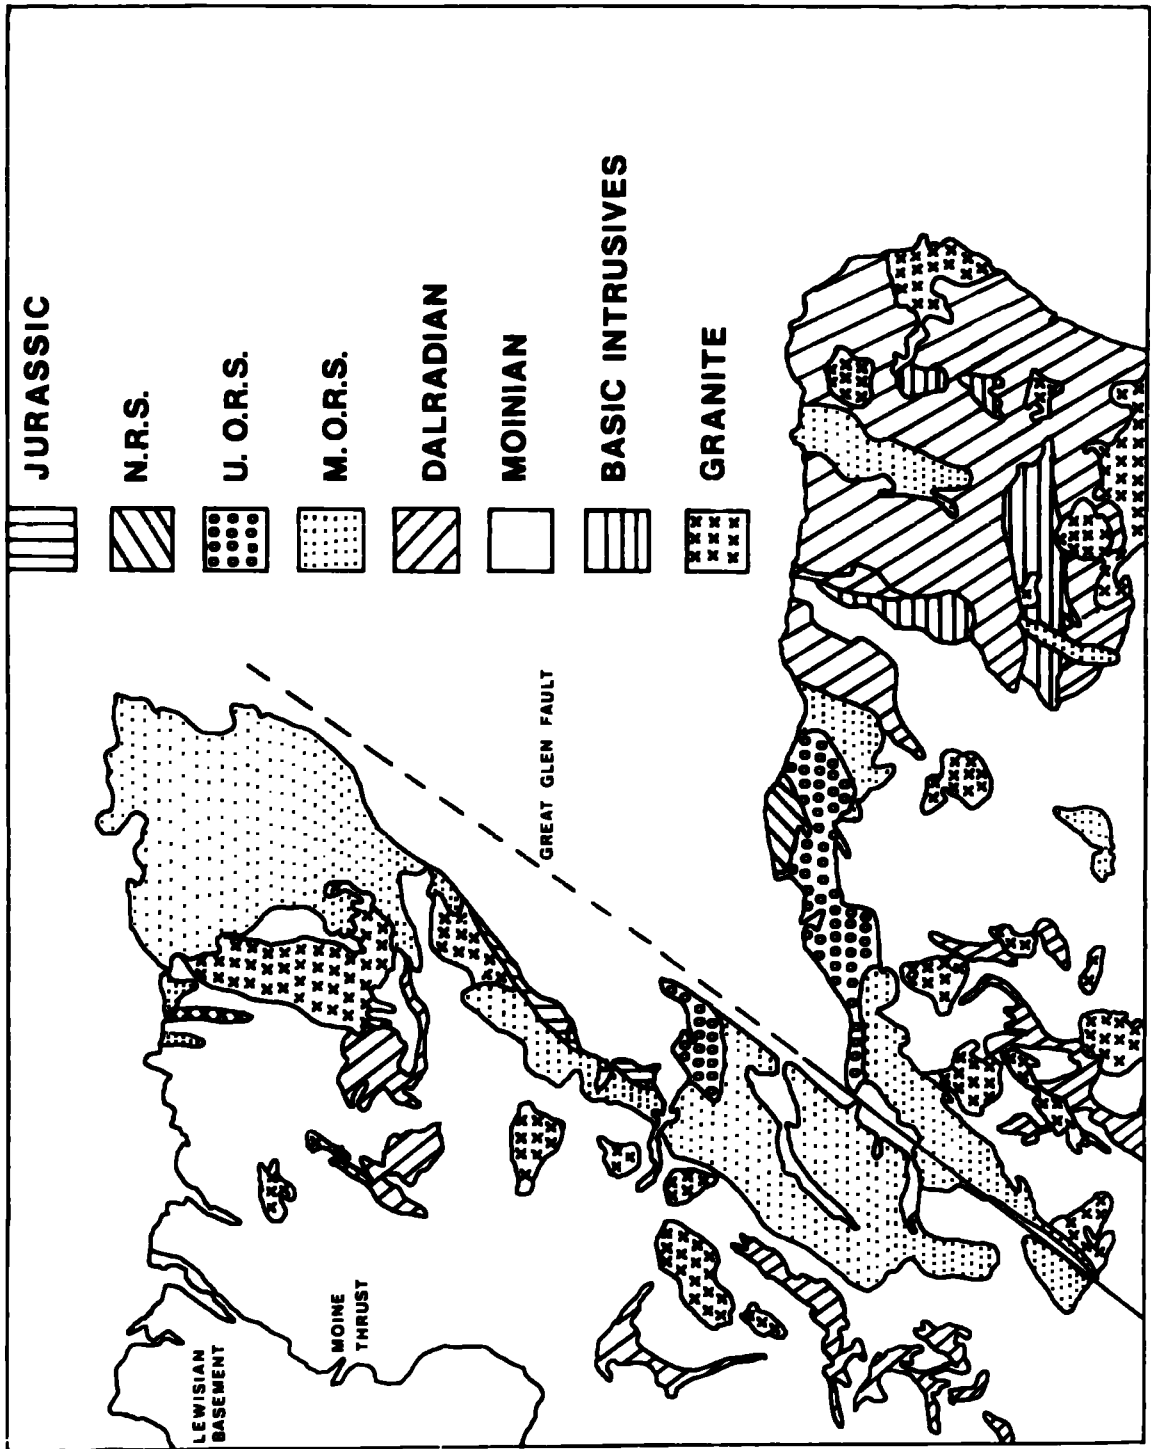 JURASSIC
N.R.S.
U. O.R.S.
M. O.R.S.
DALRADIAN
MOINIAN
BASIC INTRUSIVES
GRANITE
GREAT GLEN FAULT
MOINE
THRUST
LEWISIAN
BASEMENT